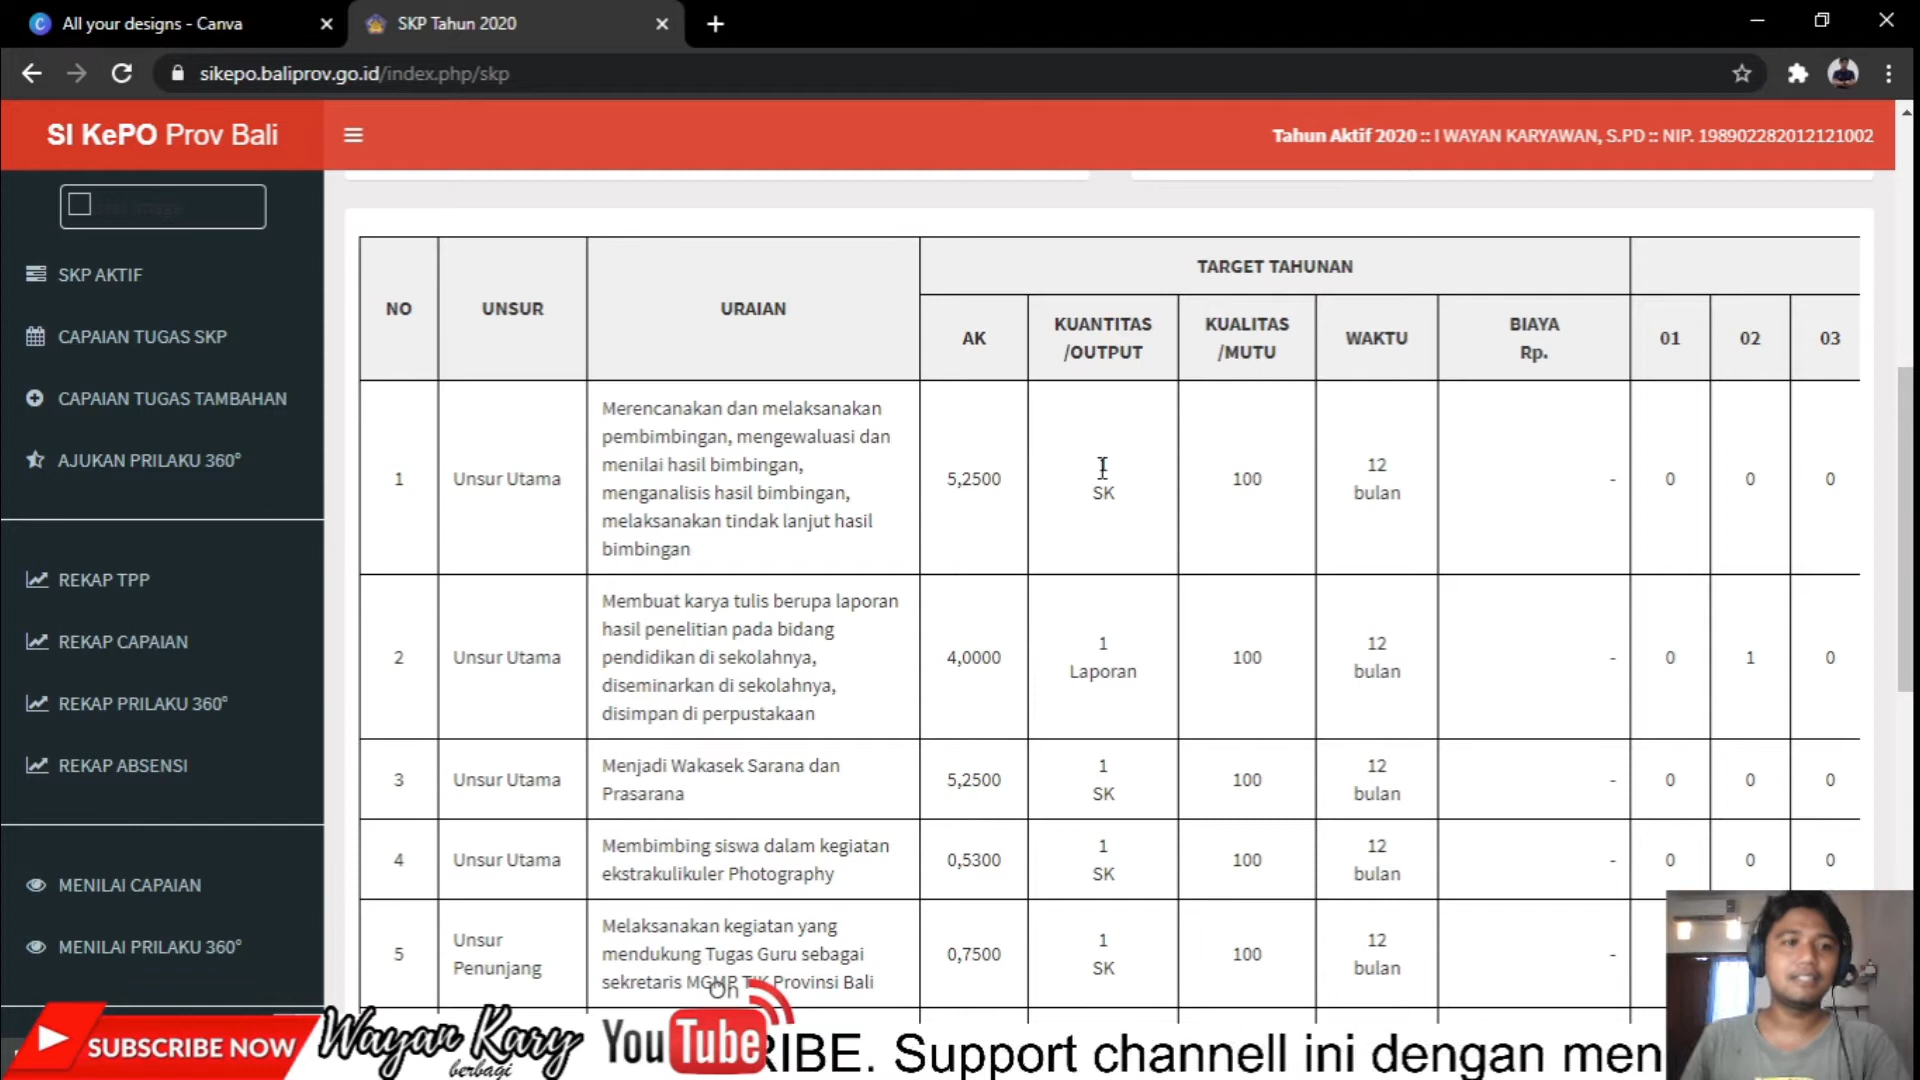 All your designs - Canva
SKP Tahun 2020
sikepo.baliprov.go.id/index.php/skp
SI KePO Prov Bali
Tahun Aktif 2020 :: I WAYAN KARYAWAN, S.PD :: NIP. 198902282012121002
SKP AKTIF
CAPAIAN TUGAS SKP
CAPAIAN TUGAS TAMBAHAN
AJUKAN PRILAKU 360°
REKAP TPP
REKAP CAPAIAN
REKAP PRILAKU 360°
REKAP ABSENSI
MENILAI CAPAIAN
MENILAI PRILAKU 360°
TARGET TAHUNAN
NO
UNSUR
URAIAN
AK
KUANTITAS
/OUTPUT
KUALITAS
/MUTU
WAKTU
BIAYA
Rp.
01
02
03
1
Unsur Utama
Merencanakan dan melaksanakan
pembimbingan, mengewaluasi dan
menilai hasil bimbingan,
menganalisis hasil bimbingan,
melaksanakan tindak lanjut hasil
bimbingan
5,2500
1
SK
100
12
bulan
-
0
0
0
2
Unsur Utama
Membuat karya tulis berupa laporan
hasil penelitian pada bidang
pendidikan di sekolahnya,
diseminarkan di sekolahnya,
disimpan di perpustakaan
4,0000
1
Laporan
100
12
bulan
-
0
1
0
3
Unsur Utama
Menjadi Wakasek Sarana dan
Prasarana
5,2500
1
SK
100
12
bulan
-
0
0
0
4
Unsur Utama
Membimbing siswa dalam kegiatan
ekstrakulikuler Photography
0,5300
1
SK
100
12
bulan
-
0
0
0
5
Unsur
Penunjang
Melaksanakan kegiatan yang
mendukung Tugas Guru sebagai
sekretaris MGMP TIK Provinsi Bali
0,7500
1
SK
100
12
bulan
-
SUBSCRIBE NOW
Wayan Kary
berbagi
On
YouTube
RIBE. Support channell ini dengan men